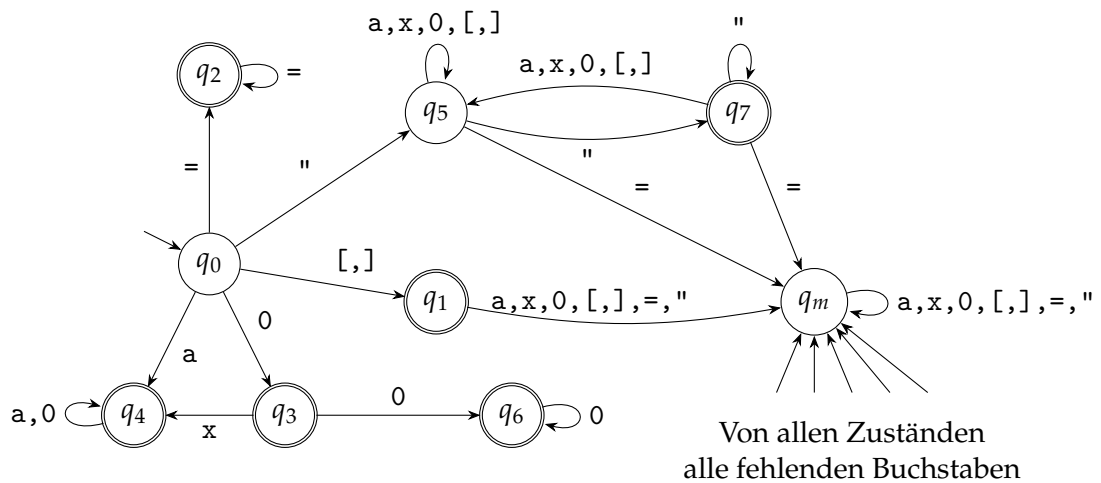 a,x,0,[,]
"
q2
=
a,x,0,[,]
q5
q7
=
"
"
=
=
q0
[,]
q1
a,x,0,[,],=,"
qm
a,x,0,[,],=,"
0
a
a,0
q4
x
q3
0
q6
0
Von allen Zuständen
alle fehlenden Buchstaben